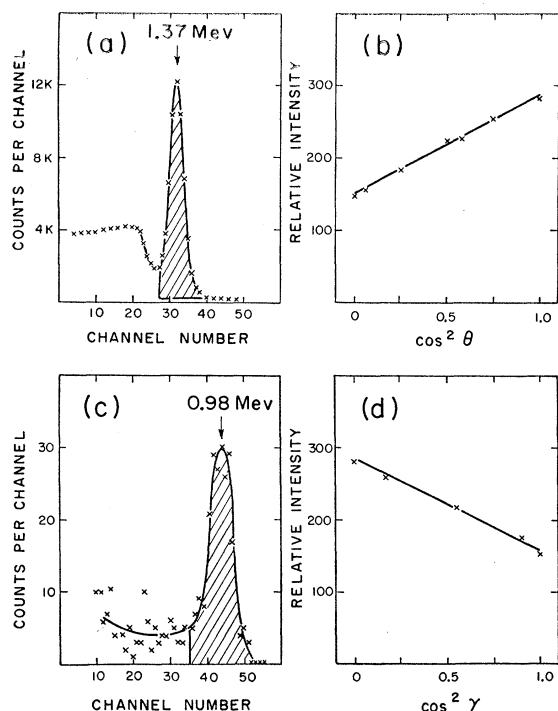 (a)
1.37 Mev
COUNTS PER CHANNEL
12K
8K
4K
10 20 30 40 50
CHANNEL NUMBER
(b)
RELATIVE INTENSITY
300
200
100
0 0.5 1.0
cos² θ
(c)
0.98 Mev
COUNTS PER CHANNEL
30
20
10
10 20 30 40 50
CHANNEL NUMBER
(d)
RELATIVE INTENSITY
300
200
100
0 0.5 1.0
cos² γ